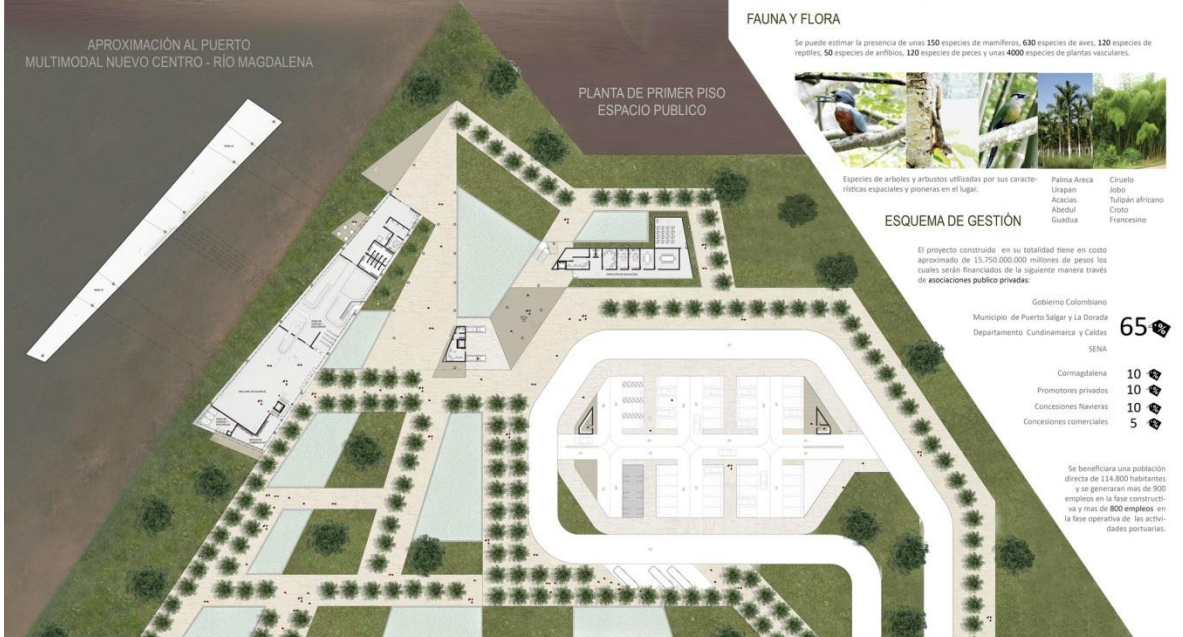 APROXIMACIÓN AL PUERTO
MULTIMODAL NUEVO CENTRO - RÍO MAGDALENA
PLANTA DE PRIMER PISO
ESPACIO PUBLICO
FAUNA Y FLORA
Se puede estimar la presencia de unas 150 especies de mamíferos, 630 especies de aves, 120 especies de
reptiles, 50 especies de anfibios, 120 especies de peces y unas 4000 especies de plantas vasculares.
Especies de arboles y arbustos utilizadas por sus caracte-
rísticas espaciales y pioneras en el lugar.
Palma Areca
Urapan
Acacias
Abedul
Guadua
Ciruelo
Jobo
Tulipán africano
Croto
Francesino
ESQUEMA DE GESTIÓN
El proyecto construido en su totalidad tiene en costo
aproximado de 15.750.000.000 millones de pesos los
cuales serán financiados de la siguiente manera través
de asociaciones publico privadas:
Gobierno Colombiano
Municipio de Puerto Salgar y La Dorada
Departamento Cundinamarca y Caldas
SENA
65 %
Cormagdalena 10 %
Promotores privados 10 %
Concesiones Navieras 10 %
Concesiones comerciales 5 %
Se beneficiara una población
directa de 114.800 habitantes
y se generaran mas de 900
empleos en la fase constructi-
va y mas de 800 empleos en
la fase operativa de las activi-
dades portuarias.